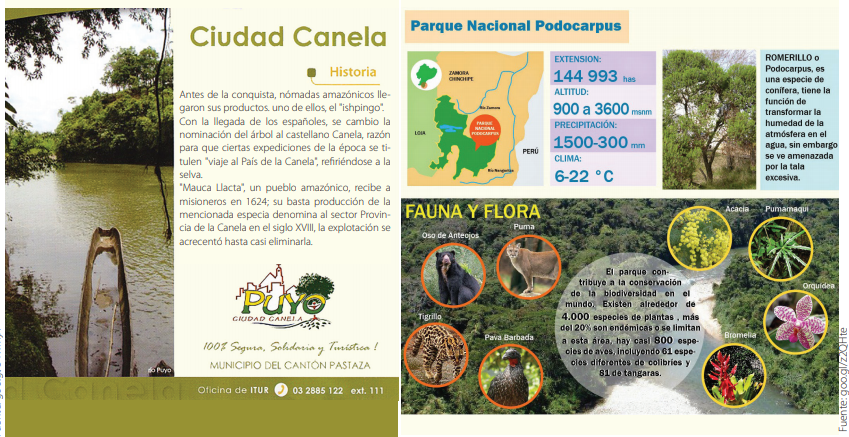 Ciudad Canela
Historia
Antes de la conquista, nómadas amazónicos lle-
garon sus productos. uno de ellos, el "ishpingo".
Con la llegada de los españoles, se cambio la
nominación del árbol al castellano Canela, razón
para que ciertas expediciones de la época se ti-
tulen "viaje al País de la Canela", refiriéndose a la
selva.
"Mauca Llacta", un pueblo amazónico, recibe a
misioneros en 1624; su basta producción de la
mencionada especia denomina al sector Provin-
cia de la Canela en el siglo XVIII, la explotación se
acrecentó hasta casi eliminarla.
PUYO
CIUDAD CANELA
100% Segura, Solidaria y Turística !
MUNICIPIO DEL CANTÓN PASTAZA
do Puyo
Oficina de ITUR 03 2885 122 ext. 111
Parque Nacional Podocarpus
ZAMORA
CHINCHIPE
Río Zamora
LOJA
PARQUE
NACIONAL
PODOCARPUS
PERÚ
Río Nangaritza
EXTENSION:
144 993 has
ALTITUD:
900 a 3600 msnm
PRECIPITACIÓN:
1500-300 mm
CLIMA:
6-22 °C
ROMERILLO o
Podocarpus, es
una especie de
conífera, tiene la
función de
transformar la
humedad de la
atmósfera en el
agua, sin embargo
se ve amenazada
por la tala
excesiva.
FAUNA Y FLORA
Oso de Anteojos
Puma
Tigrillo
Pava Barbada
El parque con-
tribuye a la conservación
de la biodiversidad en el
mundo. Existen alrededor de
4.000 especies de plantas , más
del 20% son endémicas o se limitan
a esta área, hay casi 800 espe-
cies de aves, incluyendo 61 espe-
cies diferentes de colibríes y
81 de tangaras.
Acacia
Pumamaqui
Orquidea
Bromelia
Fuente: goo.gl/Z2QHte